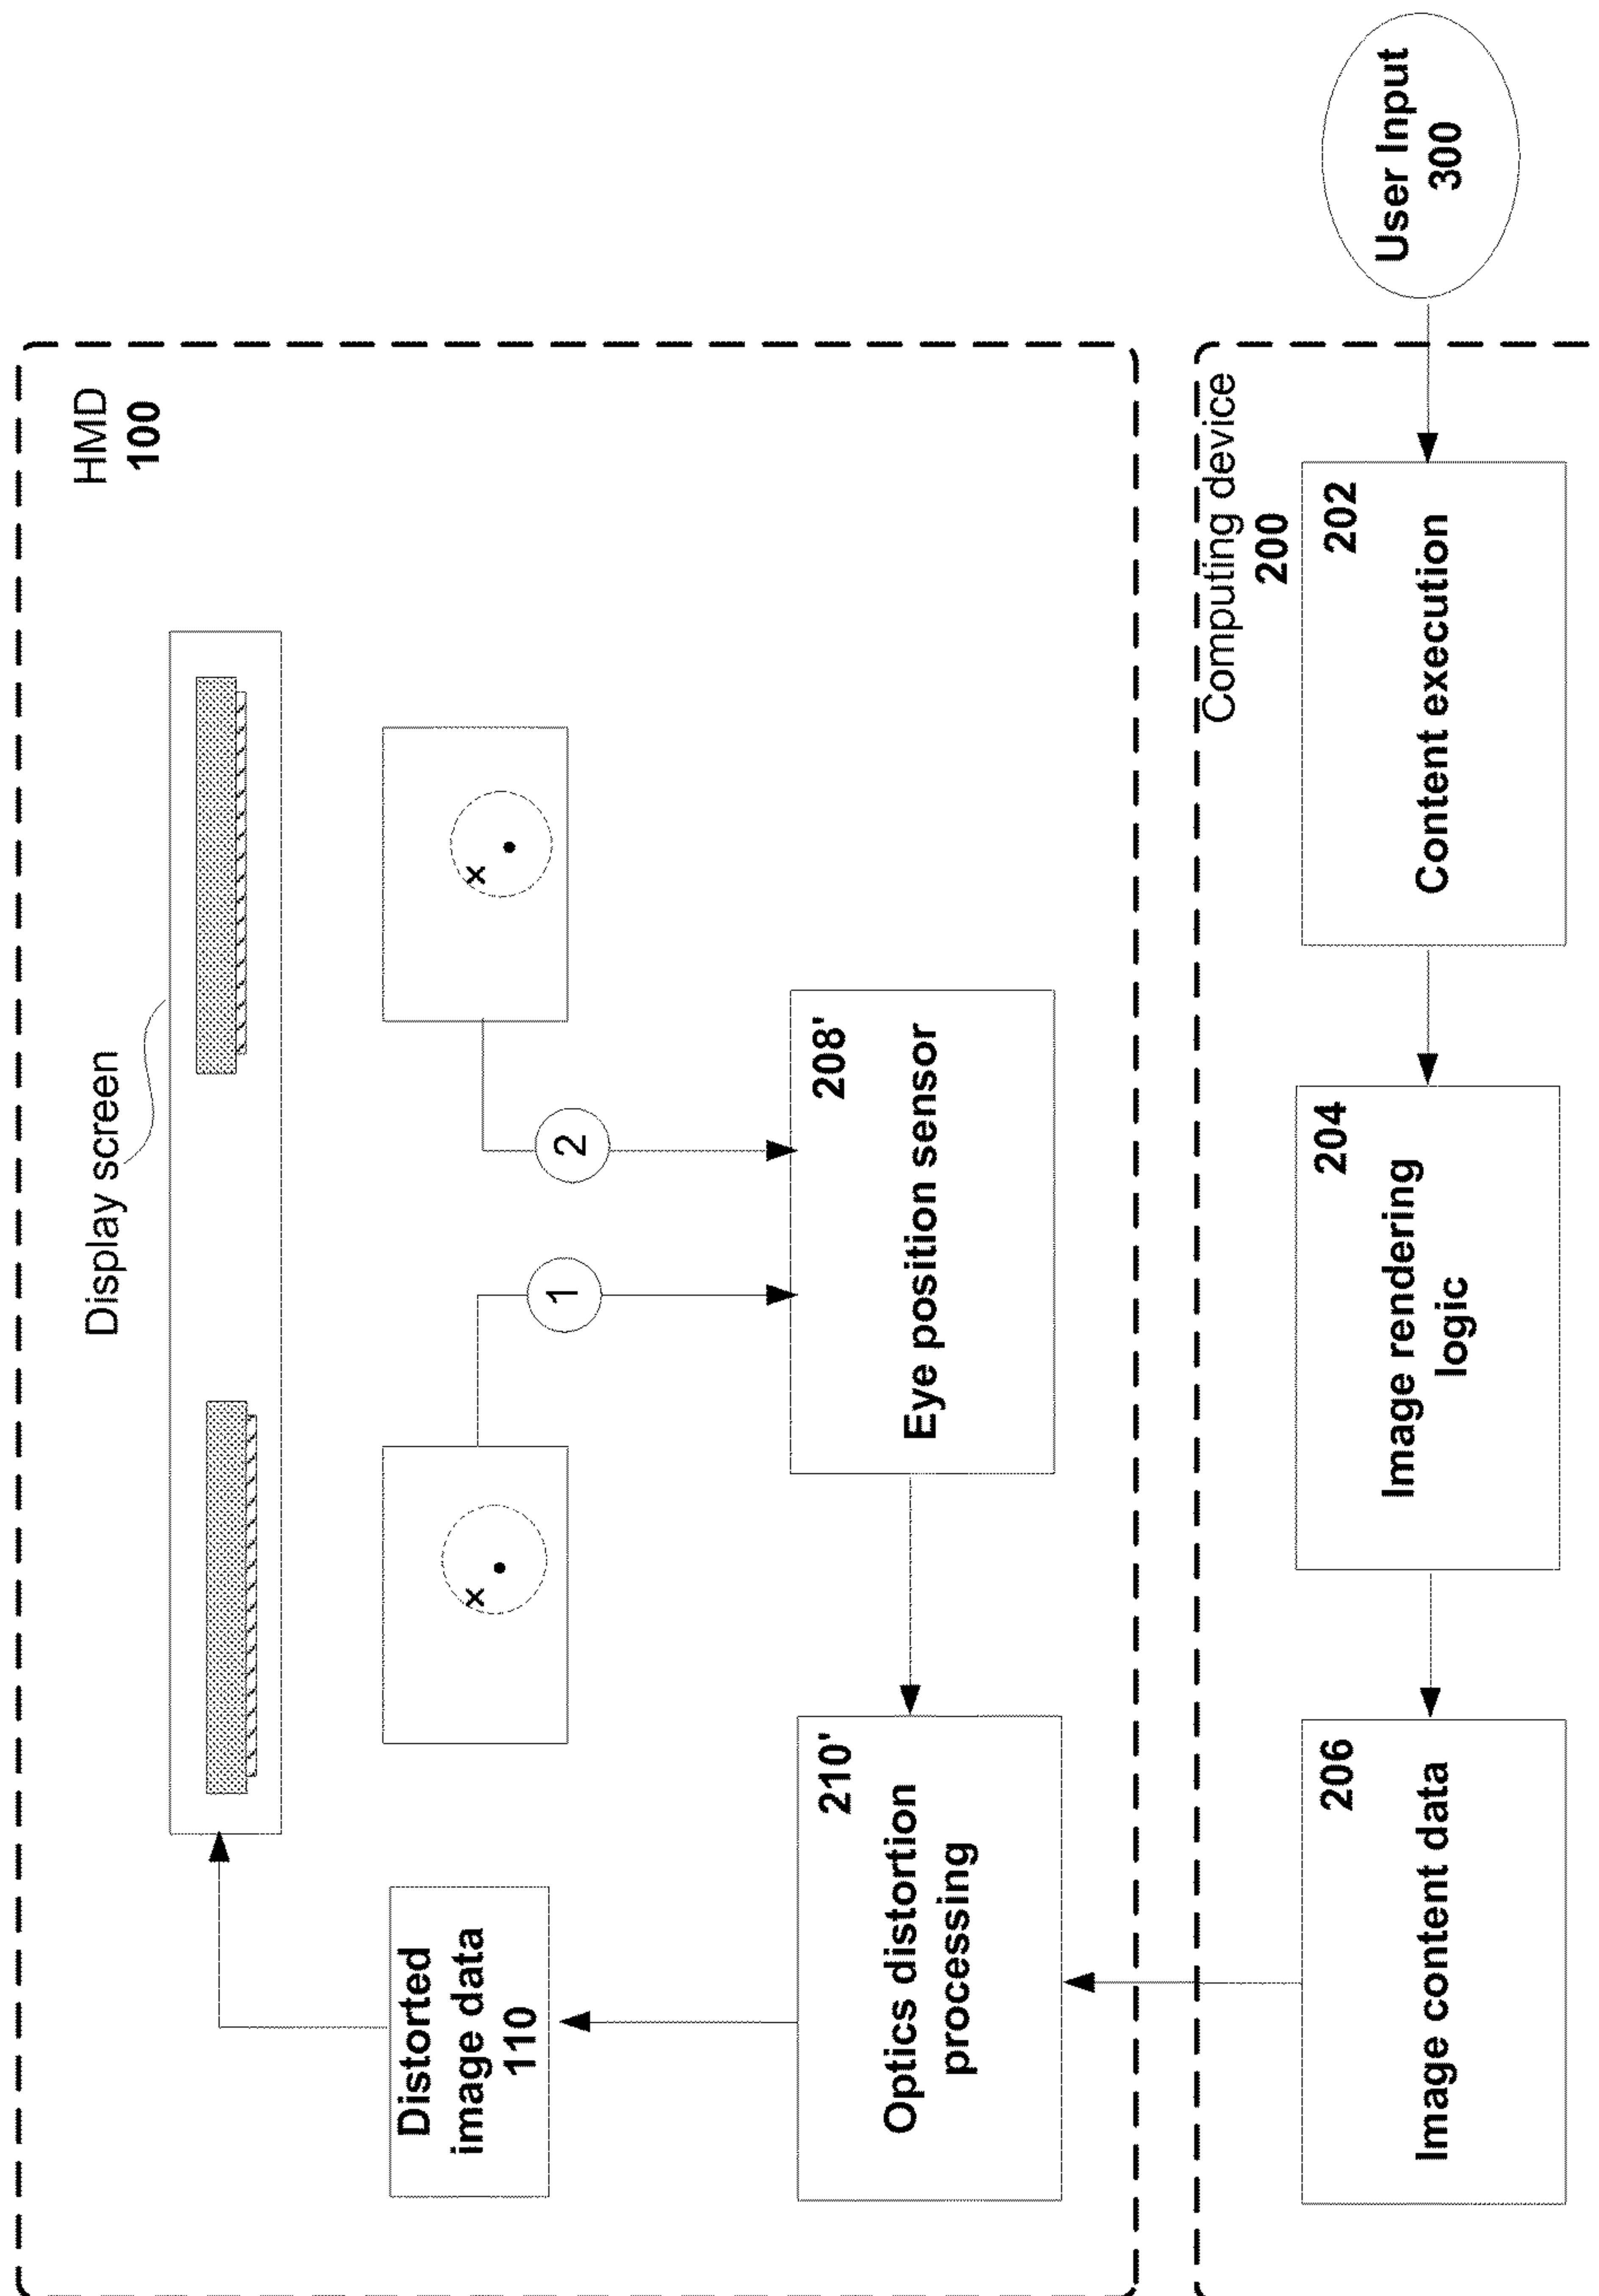 HMD
100
Display screen
x
x
1
2
208'
Eye position sensor
210'
Optics distortion
processing
Distorted
image data
110
Computing device
200
User Input
300
202
Content execution
204
Image rendering
logic
206
Image content data